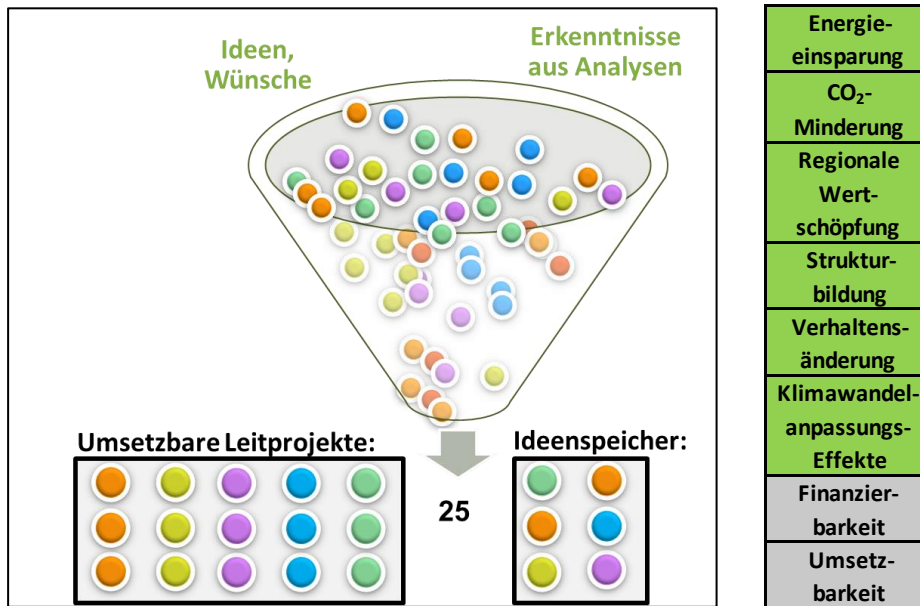 Ideen,
Wünsche
Erkenntnisse
aus Analysen
Umsetzbare Leitprojekte:
25
Ideenspeicher:
Energie-
einsparung
CO₂-
Minderung
Regionale
Wert-
schöpfung
Struktur-
bildung
Verhaltens-
änderung
Klimawandel-
anpassungs-
Effekte
Finanzier-
barkeit
Umsetz-
barkeit